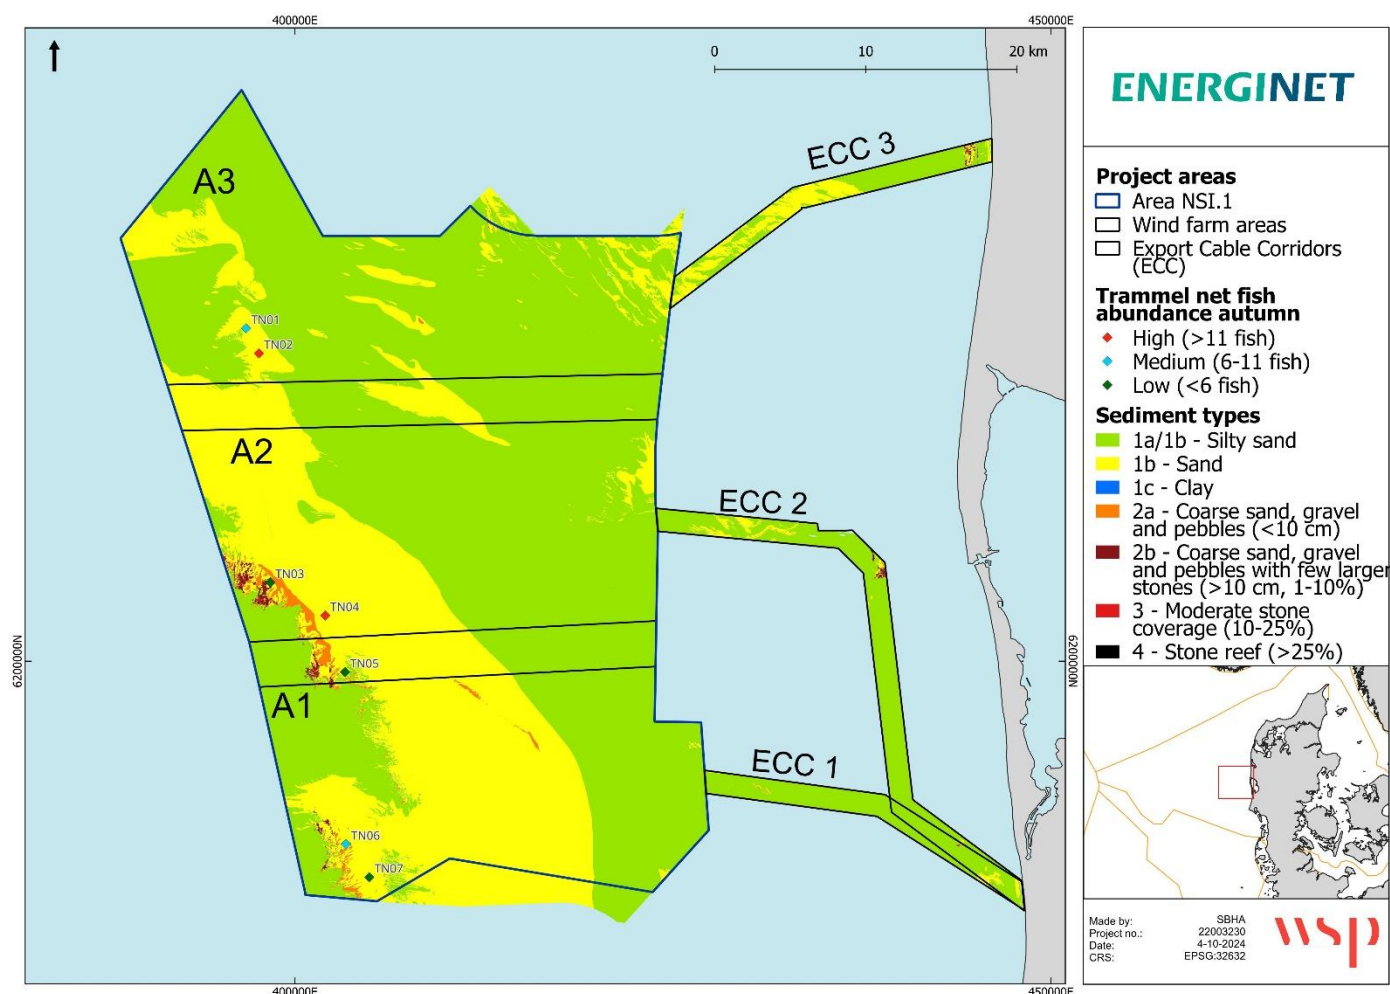 400000E
450000E
0 10 20 km
A3
ECC 3
TN01
TN02
A2
ECC 2
TN03
TN04
TN05
A1
ECC 1
TN06
TN07
6200000N
6200000N
400000E
450000E
ENERGINET
Project areas
Area NSI.1
Wind farm areas
Export Cable Corridors
(ECC)
Trammel net fish
abundance autumn
High (>11 fish)
Medium (6-11 fish)
Low (<6 fish)
Sediment types
1a/1b - Silty sand
1b - Sand
1c - Clay
2a - Coarse sand, gravel
and pebbles (<10 cm)
2b - Coarse sand, gravel
and pebbles with few larger
stones (>10 cm, 1-10%)
3 - Moderate stone
coverage (10-25%)
4 - Stone reef (>25%)
Made by: SBHA
Project no.: 22003230
Date: 4-10-2024
CRS: EPSG:32632
wsp